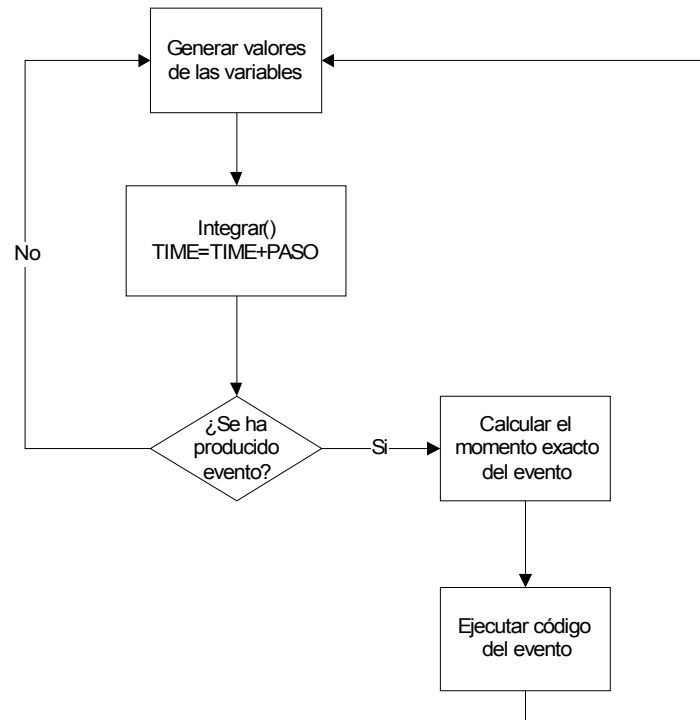 Generar valores
de las variables
Integrar()
TIME=TIME+PASO
No
¿Se ha
producido
evento?
Si
Calcular el
momento exacto
del evento
Ejecutar código
del evento